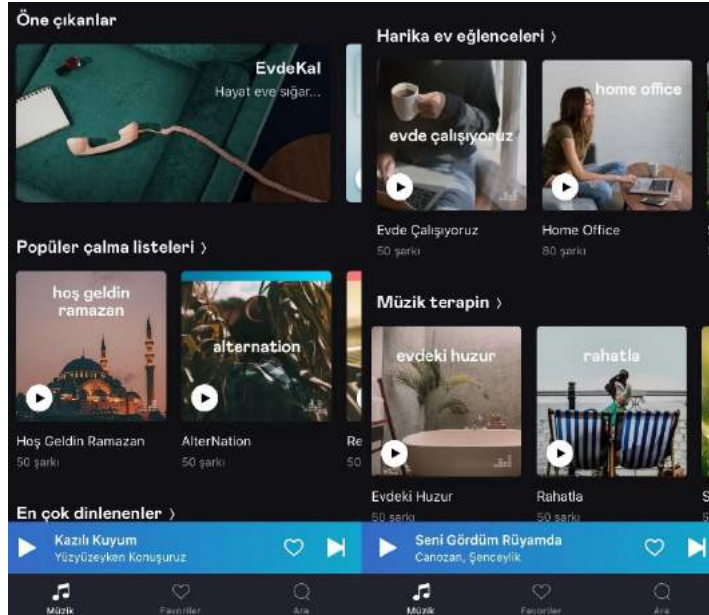 Öne çıkanlar
EvdeKal
Hayat eve sığar...
Popüler çalma listeleri >
hoş geldin
ramazan
alternation
Hoş Geldin Ramazan
50 şarkı
AlterNation
50 şarkı
Re
50
En çok dinlenenler >
Kazılı Kuyum
Yüzyüzeyken Konuşuruz
Müzik
Favoriler
Ara
Harika ev eğlenceleri >
evde çalışıyoruz
home office
Evde Çalışıyoruz
50 şarkı
Home Office
80 şarkı
Müzik terapin >
evdeki huzur
rahatla
Evdeki Huzur
50 şarkı
Rahatla
50 şarkı
S
Seni Gördüm Rüyamda
Canozan, Şenceylik
Müzik
Favoriler
Ara